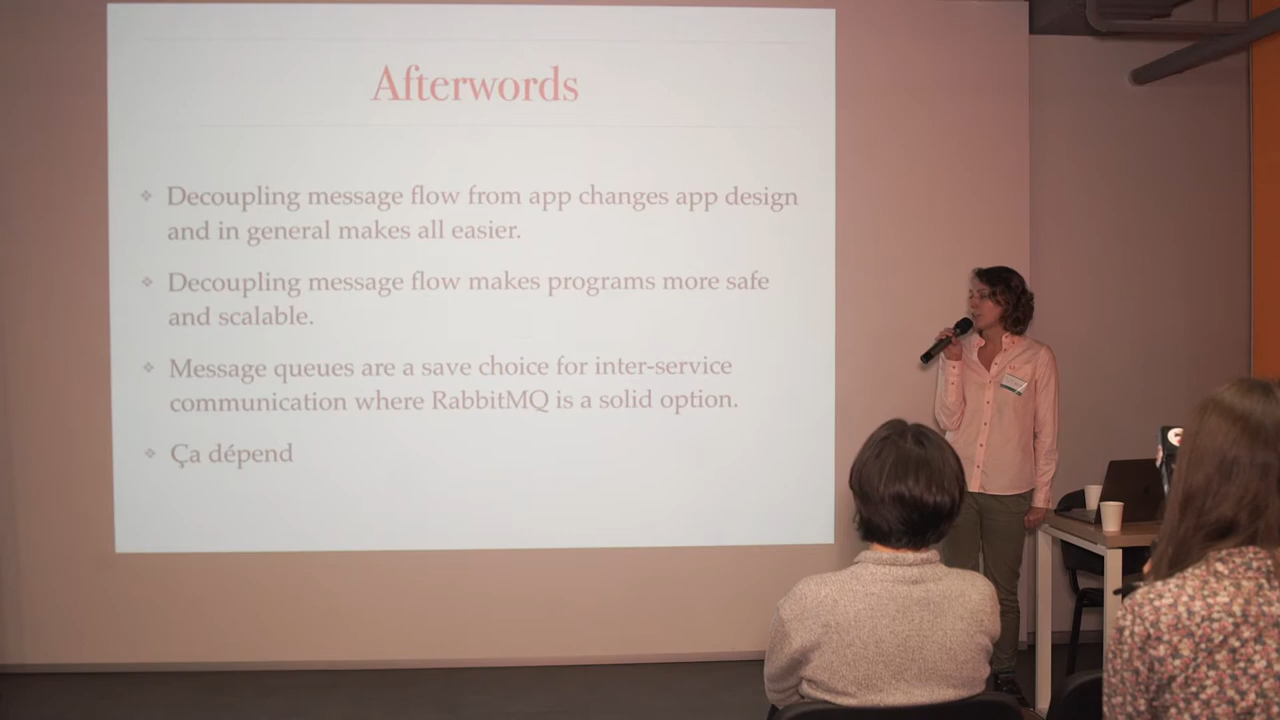 Afterwords
Decoupling message flow from app changes app design
and in general makes all easier.
Decoupling message flow makes programs more safe
and scalable.
Message queues are a save choice for inter-service
communication where RabbitMQ is a solid option.
Ça dépend